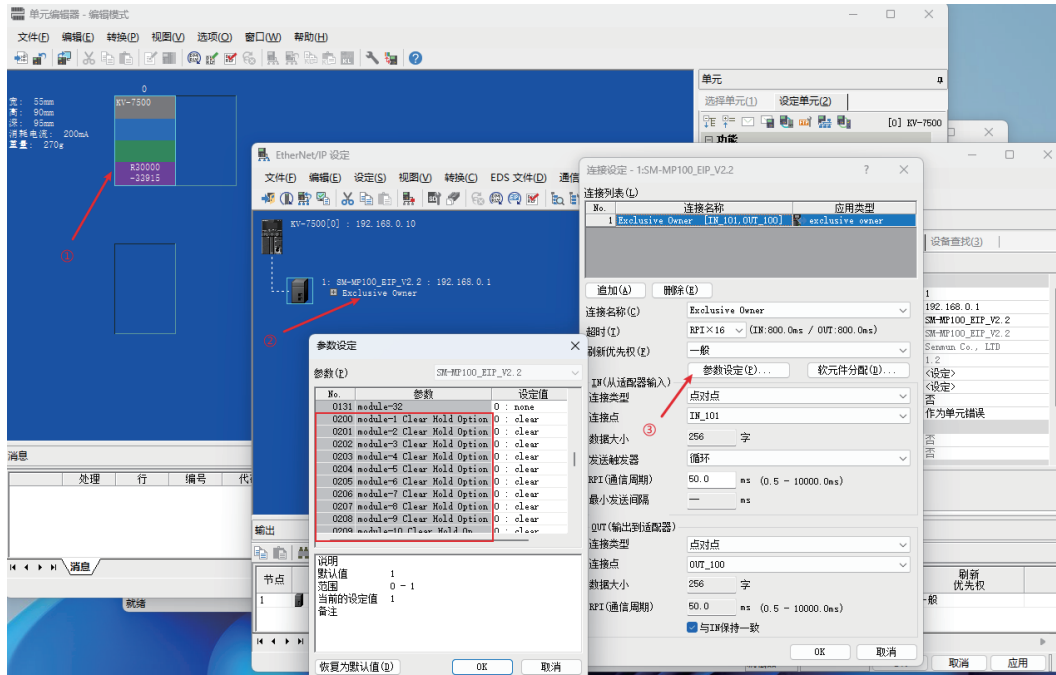 单元编辑器 - 编辑模式
文件(F) 编辑(E) 转换(P) 视图(V) 选项(O) 窗口(W) 帮助(H)
宽: 55mm
高: 90mm
深: 95mm
消耗电流: 200mA
重量: 270g
0
KV-7500
R30000
-33915
①
单元
选择单元(1) 设定单元(2)
[0] KV-7500
功能
EtherNet/IP 设定
文件(F) 编辑(E) 设定(S) 视图(V) 转换(C) EDS 文件(D) 通信
KV-7500[0] : 192.168.0.10
1: SM-MP100_EIP_V2.2 : 192.168.0.1
Exclusive Owner
②
参数设定
参数(P) SM-MP100_EIP_V2.2
No. 参数 设定值
0131 module-32 0 : none
0200 module-1 Clear Hold Option 0 : clear
0201 module-2 Clear Hold Option 0 : clear
0202 module-3 Clear Hold Option 0 : clear
0203 module-4 Clear Hold Option 0 : clear
0204 module-5 Clear Hold Option 0 : clear
0205 module-6 Clear Hold Option 0 : clear
0206 module-7 Clear Hold Option 0 : clear
0207 module-8 Clear Hold Option 0 : clear
0208 module-9 Clear Hold Option 0 : clear
0209 module-10 Clear Hold On 0 : clear
说明
默认值 1
范围 0 - 1
当前的设定值 1
备注
恢复为默认值(D) OK 取消
连接设定 - 1:SM-MP100_EIP_V2.2
连接列表(L)
No. 连接名称 应用类型
1 Exclusive Owner [IN_101,OUT_100] exclusive owner
追加(A) 删除(R)
连接名称(C) Exclusive Owner
超时(T) RPI×16 (IN:800.0ms / OUT:800.0ms)
刷新优先权(F) 一般
参数设定(P)... 软元件分配(D)...
③
IN(从适配器输入)
连接类型 点对点
连接点 IN_101
数据大小 256 字
发送触发器 循环
RPI(通信周期) 50.0 ms (0.5 - 10000.0ms)
最小发送间隔 — ms
OUT(输出到适配器)
连接类型 点对点
连接点 OUT_100
数据大小 256 字
RPI(通信周期) 50.0 ms (0.5 - 10000.0ms)
与IN保持一致
OK 取消
设备查找(3)
1
192.168.0.1
SM-MP100_EIP_V2.2
SM-MP100_EIP_V2.2
Senmun Co., LTD
1.2
<设定>
<设定>
否
作为单元错误
否
否
消息
处理 行 编号
消息
就绪
输出
节点
1
刷新
优先权
一般
取消 应用